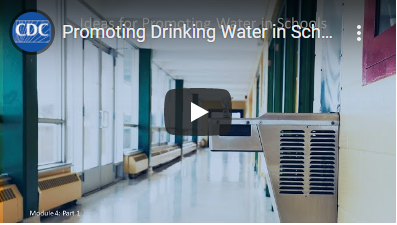 Ideas for Promoting Water in Schools
CDC
Promoting Drinking Water in Sch...
Module 4: Part 1